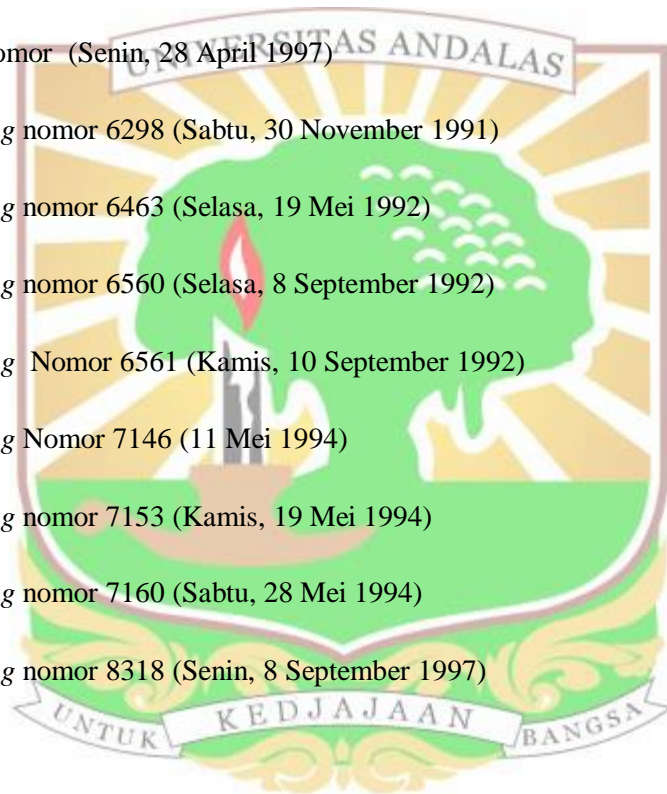 UNIVERSITAS ANDALAS
omor (Senin, 28 April 1997)
g nomor 6298 (Sabtu, 30 November 1991)
g nomor 6463 (Selasa, 19 Mei 1992)
g nomor 6560 (Selasa, 8 September 1992)
g Nomor 6561 (Kamis, 10 September 1992)
g Nomor 7146 (11 Mei 1994)
g nomor 7153 (Kamis, 19 Mei 1994)
g nomor 7160 (Sabtu, 28 Mei 1994)
g nomor 8318 (Senin, 8 September 1997)
UNTUK KEDJAJAAN BANGSA